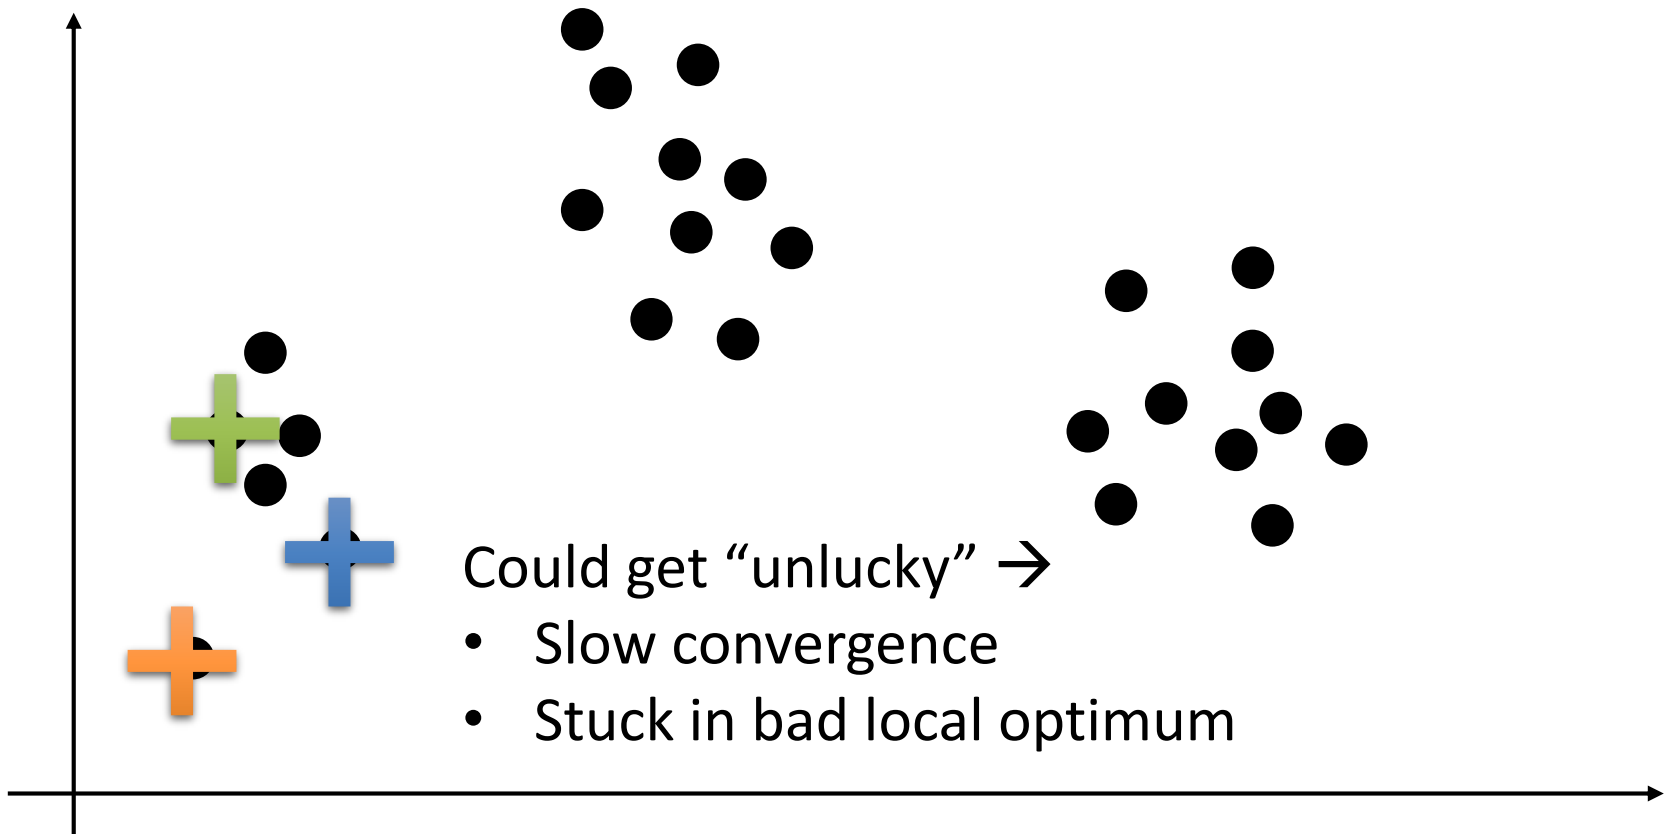 Could get “unlucky” →
• Slow convergence
• Stuck in bad local optimum